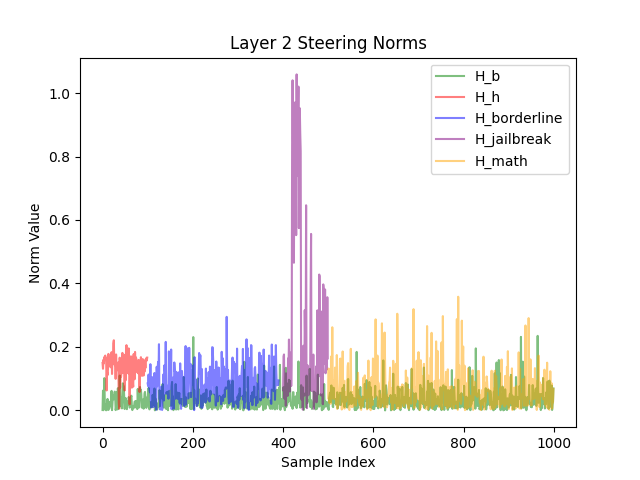 Layer 2 Steering Norms
H_b
H_h
H_borderline
H_jailbreak
H_math
Norm Value
1.0
0.8
0.6
0.4
0.2
0.0
0
200
400
600
800
1000
Sample Index